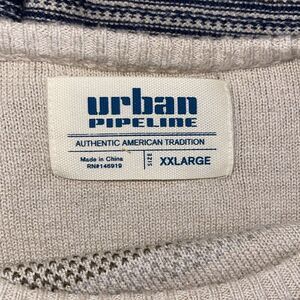 urban
PIPELINE
AUTHENTIC AMERICAN TRADITION
Made in China
RN#146919
SIZE
XXLARGE